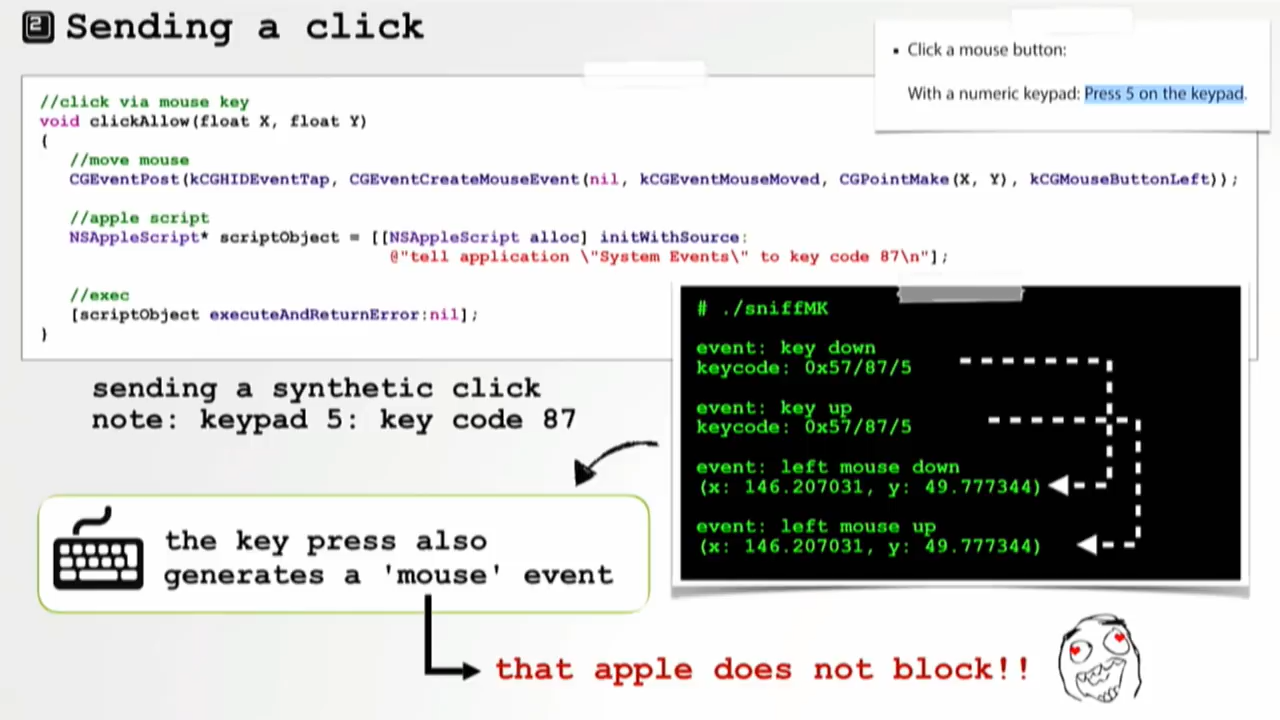 2 Sending a click
▪ Click a mouse button:
With a numeric keypad: Press 5 on the keypad.
//click via mouse key
void clickAllow(float X, float Y)
{
//move mouse
CGEventPost(kCGHIDEventTap, CGEventCreateMouseEvent(nil, kCGEventMouseMoved, CGPointMake(X, Y), kCGMouseButtonLeft));
//apple script
NSAppleScript* scriptObject = [[NSAppleScript alloc] initWithSource:
@"tell application \"System Events\" to key code 87\n"];
//exec
[scriptObject executeAndReturnError:nil];
}
# ./sniffMK
event: key down
keycode: 0x57/87/5
event: key up
keycode: 0x57/87/5
event: left mouse down
(x: 146.207031, y: 49.777344)
event: left mouse up
(x: 146.207031, y: 49.777344)
sending a synthetic click
note: keypad 5: key code 87
the key press also
generates a 'mouse' event
that apple does not block!!